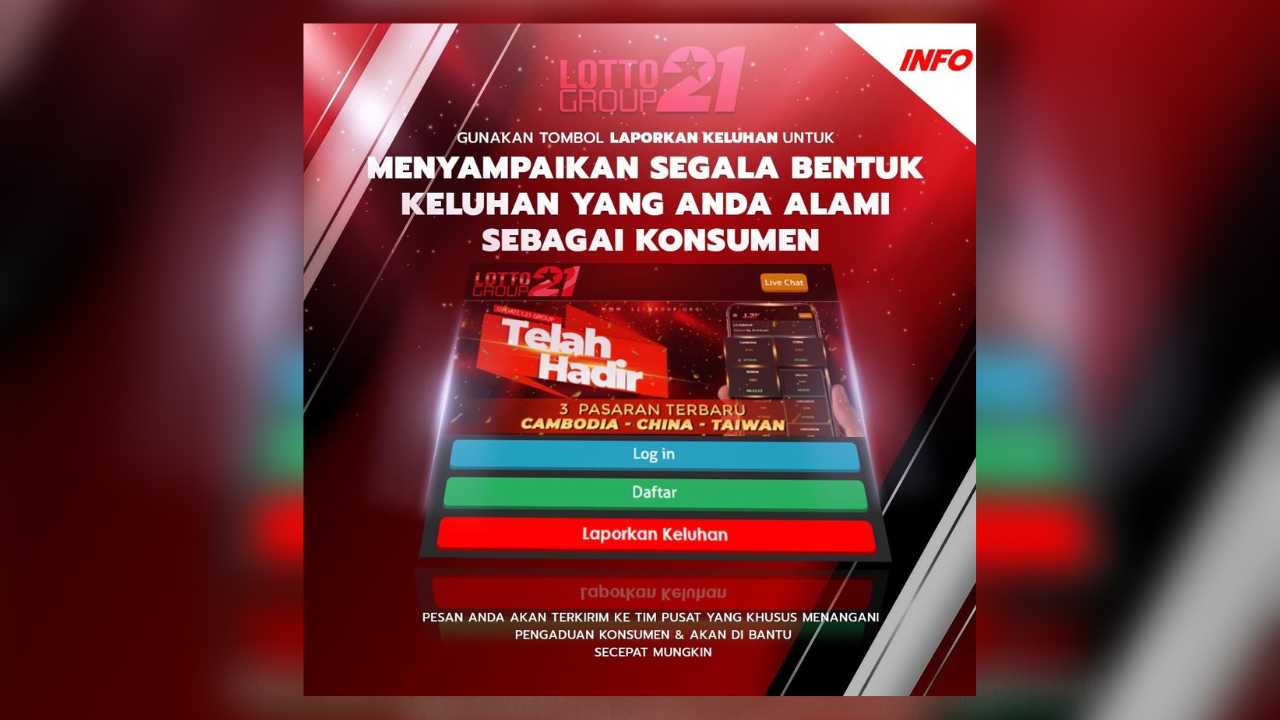 INFO
LOTTO
GROUP 21
GUNAKAN TOMBOL LAPORKAN KELUHAN UNTUK
MENYAMPAIKAN SEGALA BENTUK
KELUHAN YANG ANDA ALAMI
SEBAGAI KONSUMEN
LOTTO
GROUP 21
Live Chat
Telah
Hadir
3 PASARAN TERBARU
CAMBODIA - CHINA - TAIWAN
Log in
Daftar
Laporkan Keluhan
Laporkan Keluhan
PESAN ANDA AKAN TERKIRIM KE TIM PUSAT YANG KHUSUS MENANGANI
PENGADUAN KONSUMEN & AKAN DI BANTU
SECEPAT MUNGKIN